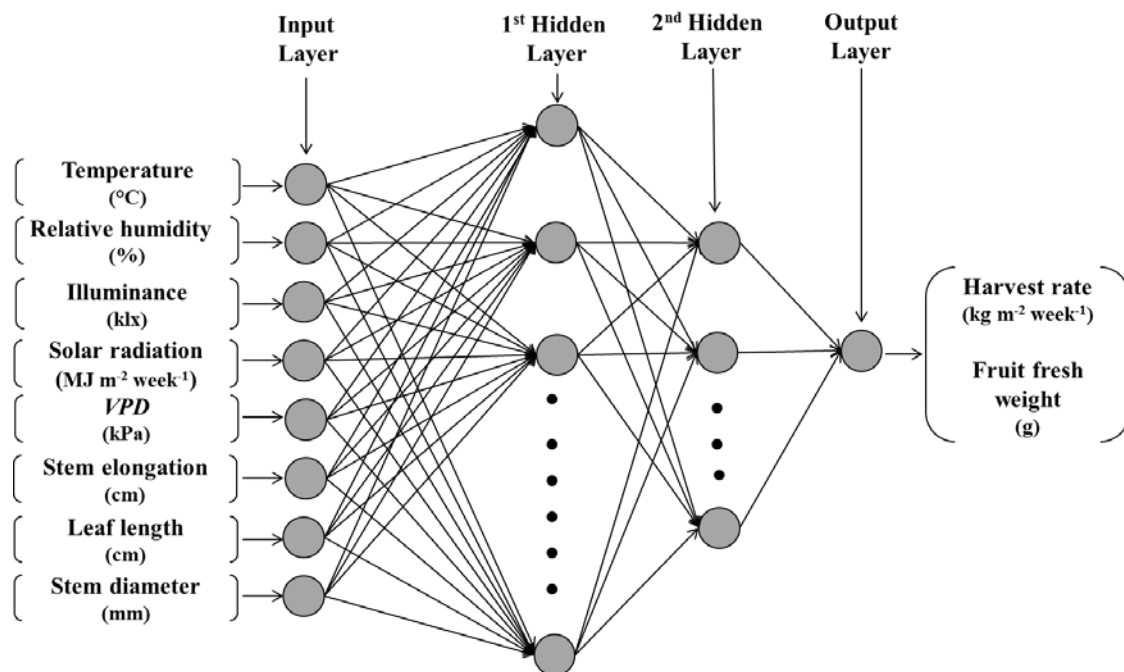 Input
Layer
1st Hidden
Layer
2nd Hidden
Layer
Output
Layer
Temperature
(°C)
Relative humidity
(%)
Illuminance
(klx)
Solar radiation
(MJ m-2 week-1)
VPD
(kPa)
Stem elongation
(cm)
Leaf length
(cm)
Stem diameter
(mm)
Harvest rate
(kg m-2 week-1)
Fruit fresh
weight
(g)